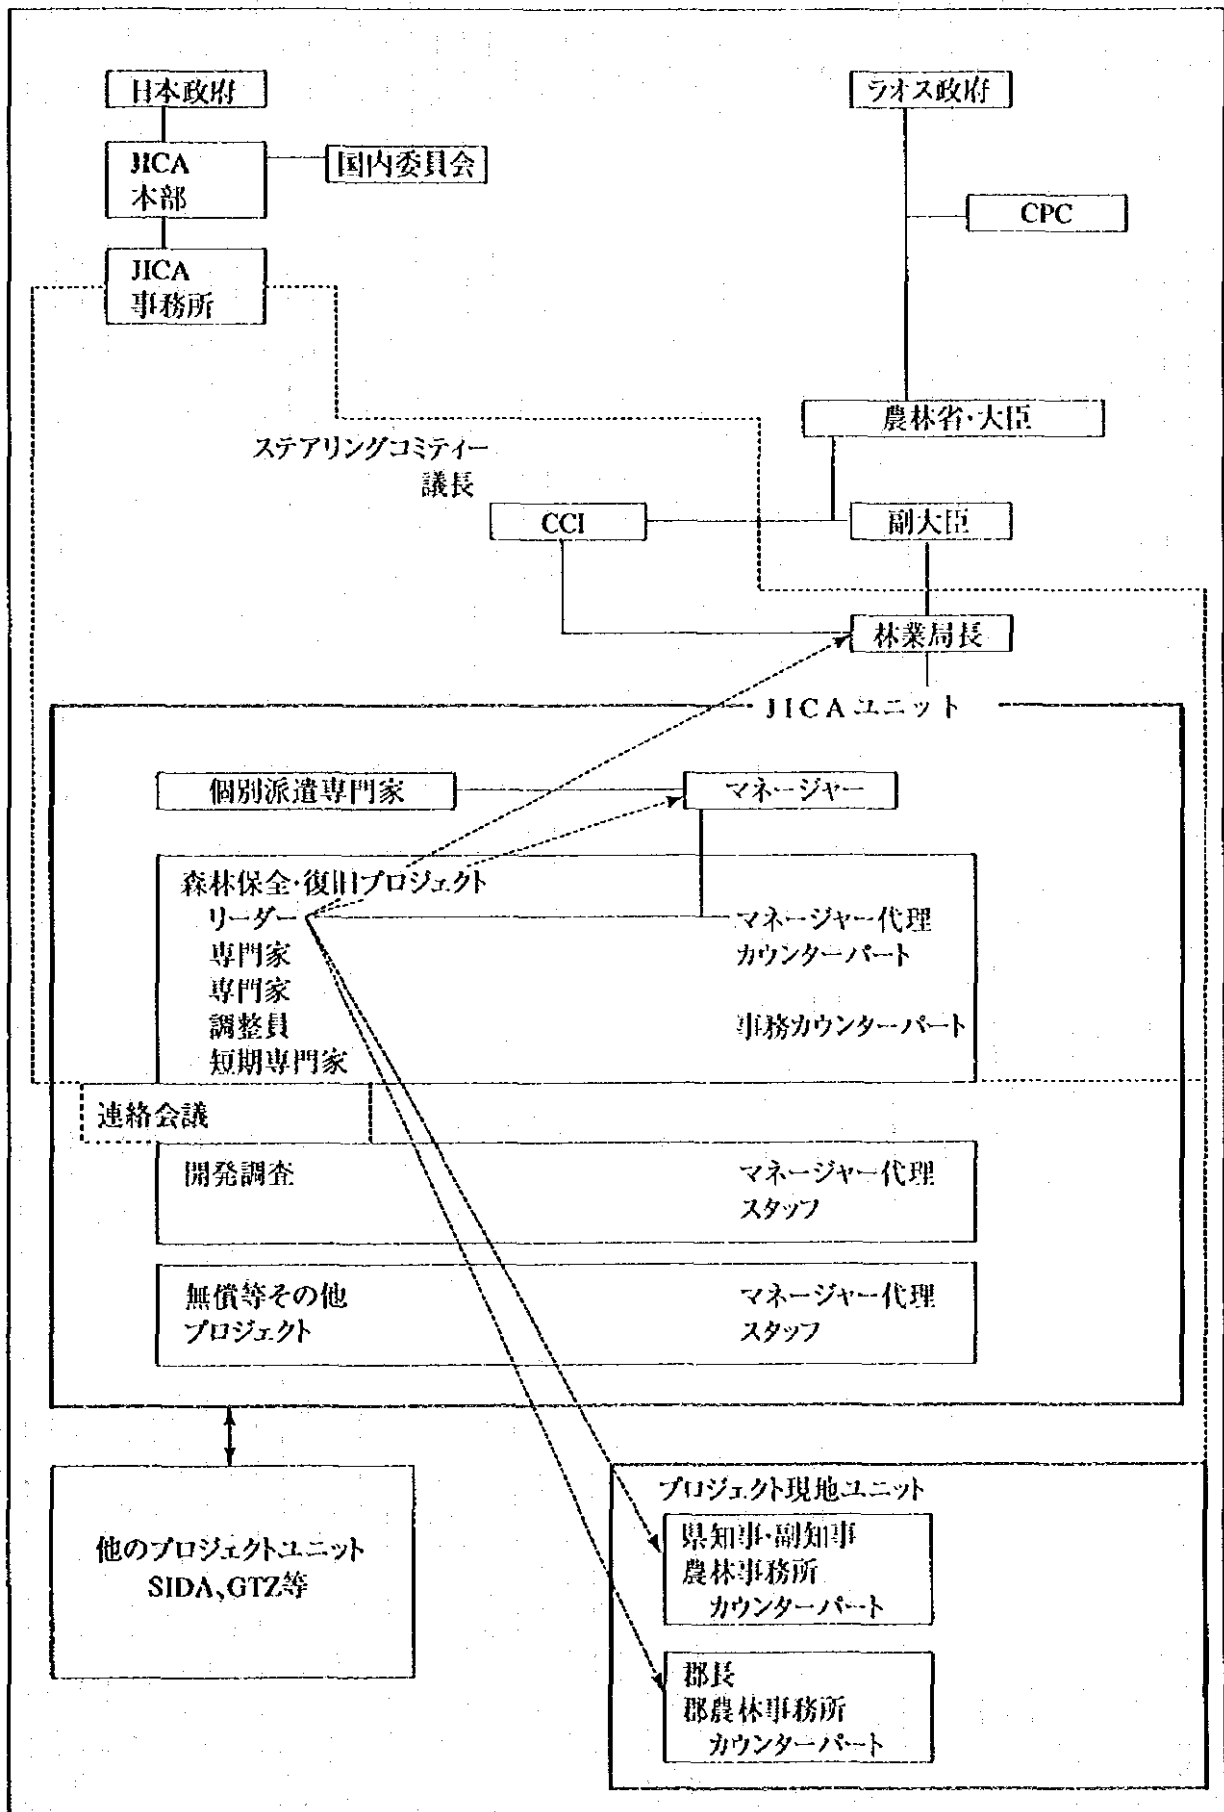 日本政府
ラオス政府
JICA
本部
国内委員会
CPC
JICA
事務所
農林省・大臣
ステアリングコミティー
議長
CCI
副大臣
林業局長
JICAユニット
個別派遣専門家
マネージャー
森林保全・復旧プロジェクト
リーダー
マネージャー代理
専門家
カウンターパート
専門家
調整員
事務カウンターパート
短期専門家
連絡会議
開発調査
マネージャー代理
スタッフ
無償等その他
マネージャー代理
プロジェクト
スタッフ
プロジェクト現地ユニット
県知事・副知事
農林事務所
カウンターパート
他のプロジェクトユニット
SIDA、GTZ等
郡長
郡農林事務所
カウンターパート